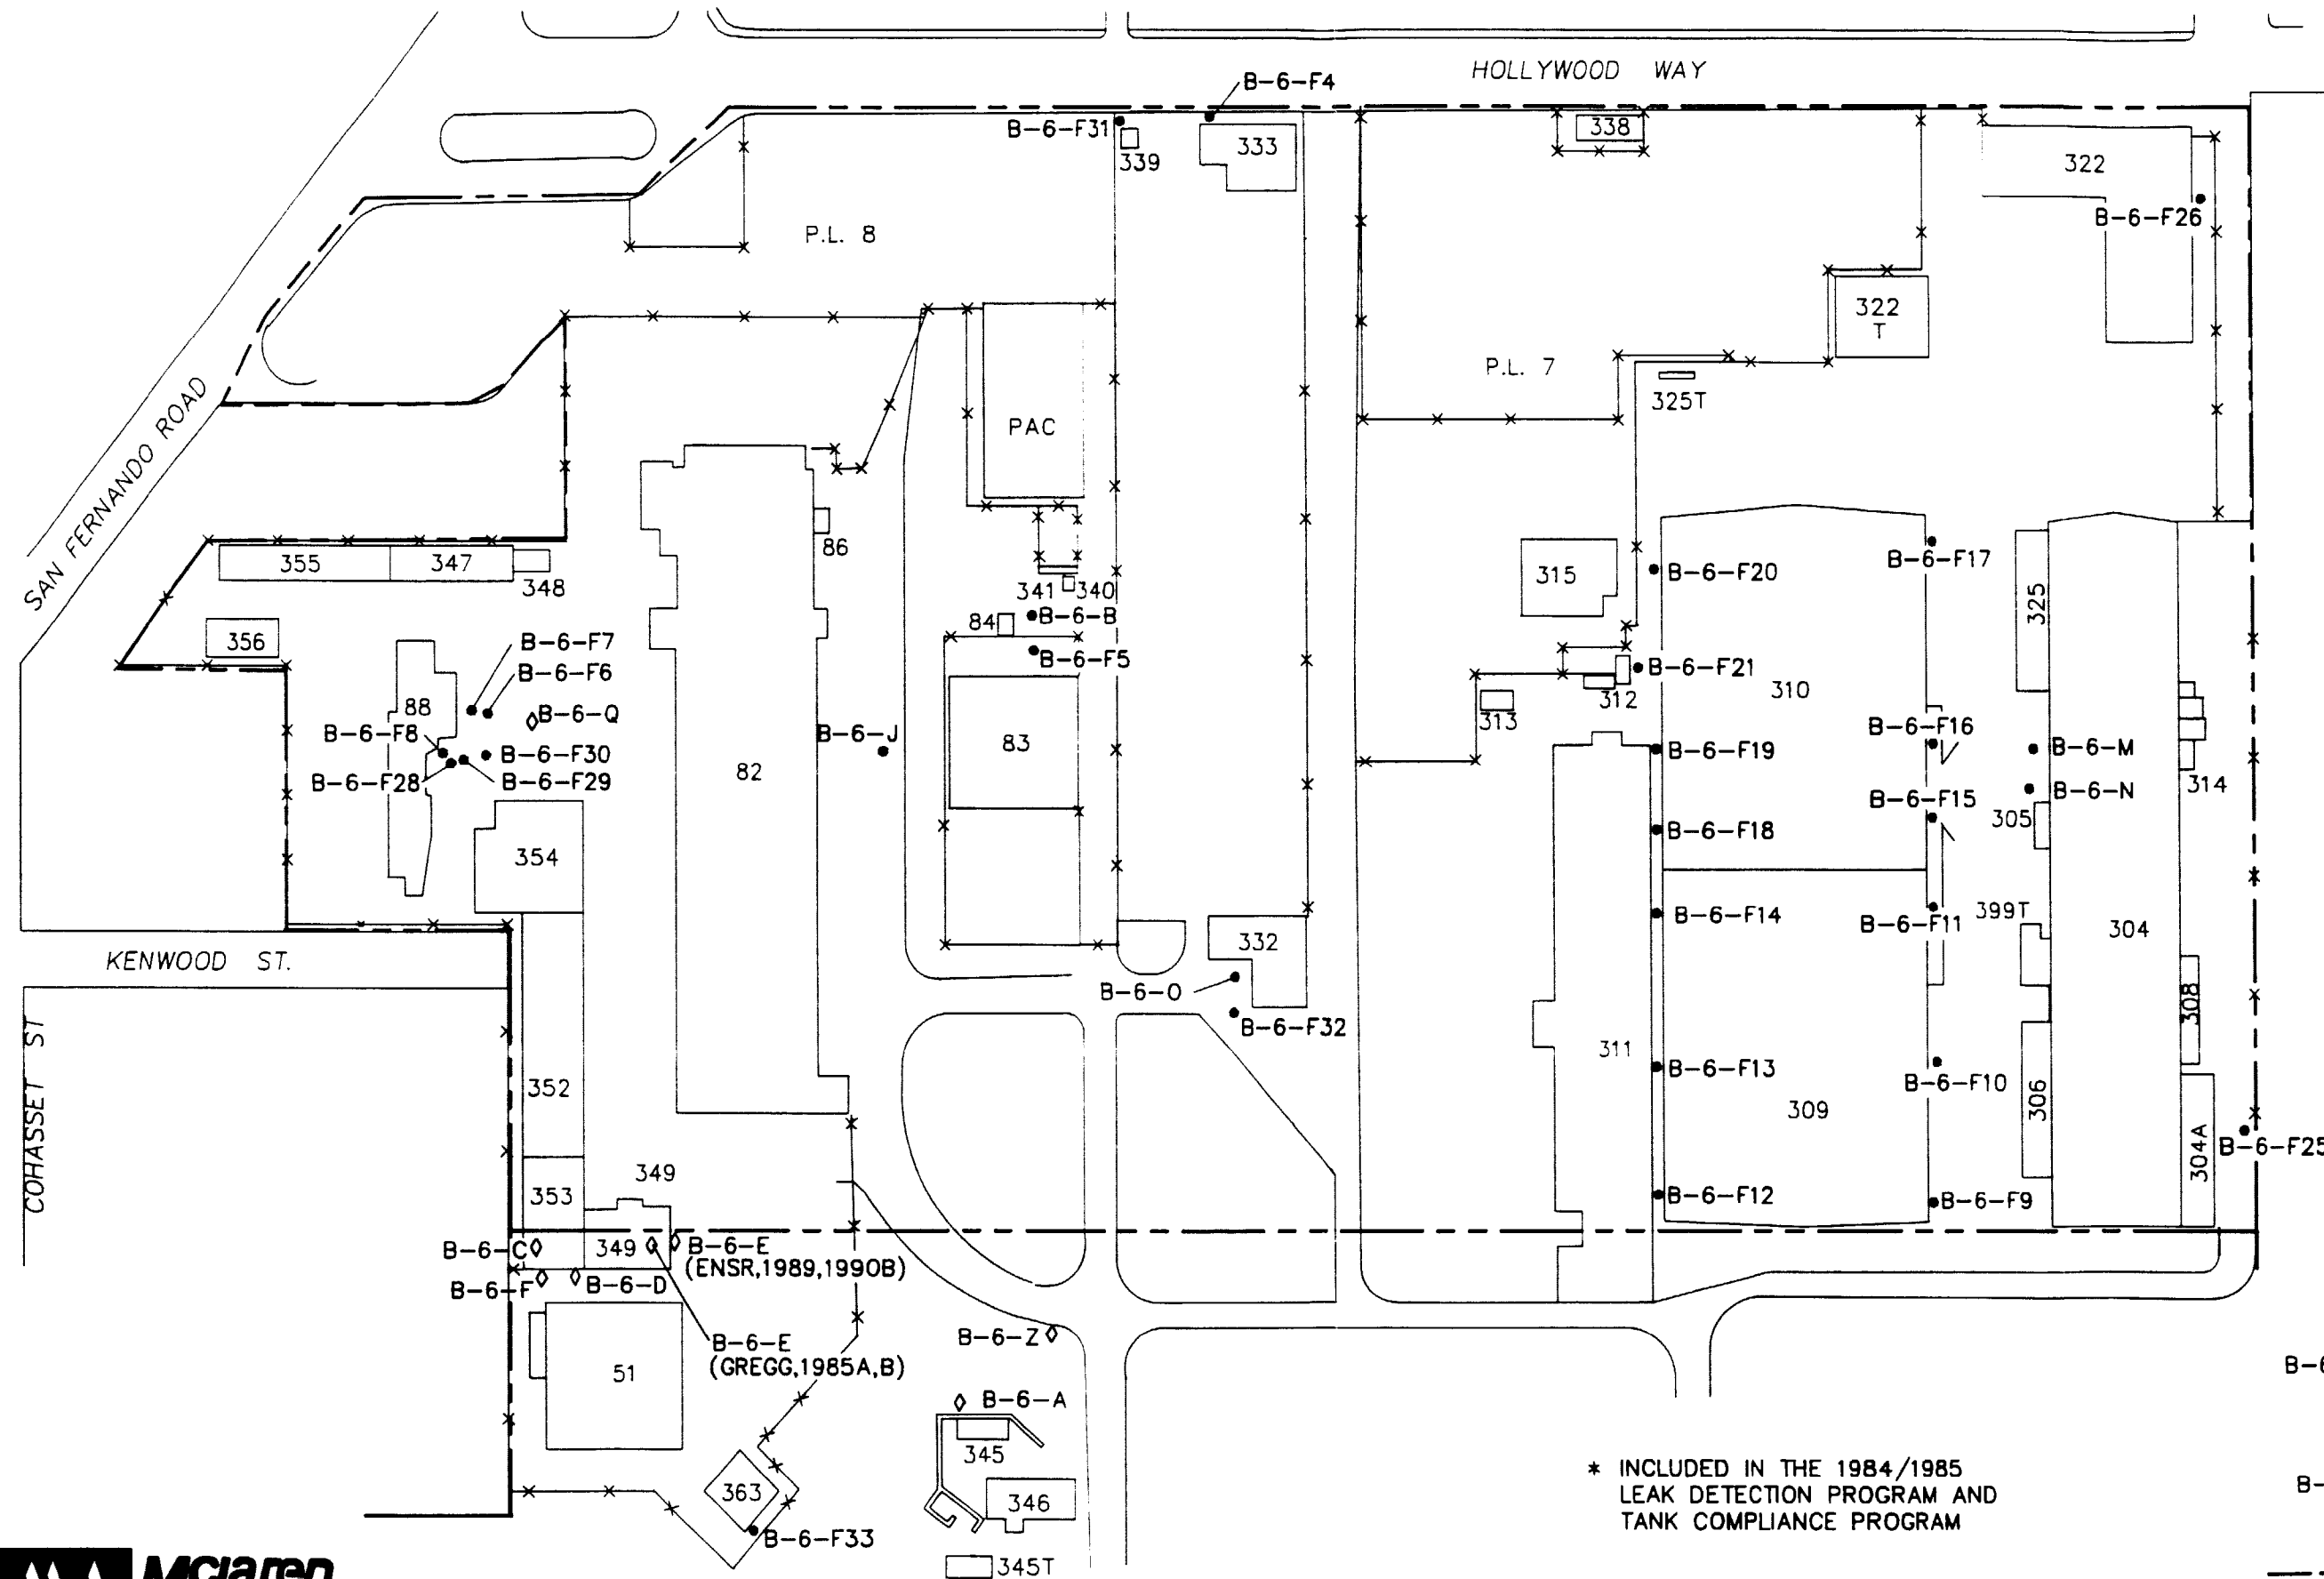 HOLLYWOOD WAY
B-6-F4
B-6-F31
339
333
338
322
B-6-F26
P.L. 8
322
T
P.L. 7
325T
SAN FERNANDO ROAD
PAC
86
355
347
348
341
340
315
B-6-F20
B-6-F17
325
356
84
B-6-B
B-6-F7
B-6-F5
B-6-F6
B-6-F21
310
312
313
88
B-6-Q
B-6-F8
B-6-J
83
B-6-F16
B-6-F19
B-6-M
B-6-F30
82
B-6-F28
B-6-F29
314
B-6-N
B-6-F15
305
B-6-F18
354
399T
B-6-F14
B-6-F11
304
332
KENWOOD ST.
B-6-O
308
B-6-F32
COHASSET ST
311
B-6-F13
B-6-F10
352
309
306
304A
B-6-F25
349
353
B-6-F12
B-6-F9
B-6-C
349
B-6-E
(ENSR,1989,1990B)
B-6-F
B-6-D
B-6-Z
B-6-E
(GREGG,1985A,B)
51
B-6
B-6-A
345
* INCLUDED IN THE 1984/1985
LEAK DETECTION PROGRAM AND
TANK COMPLIANCE PROGRAM
B-
363
346
B-6-F33
345T
McLaren